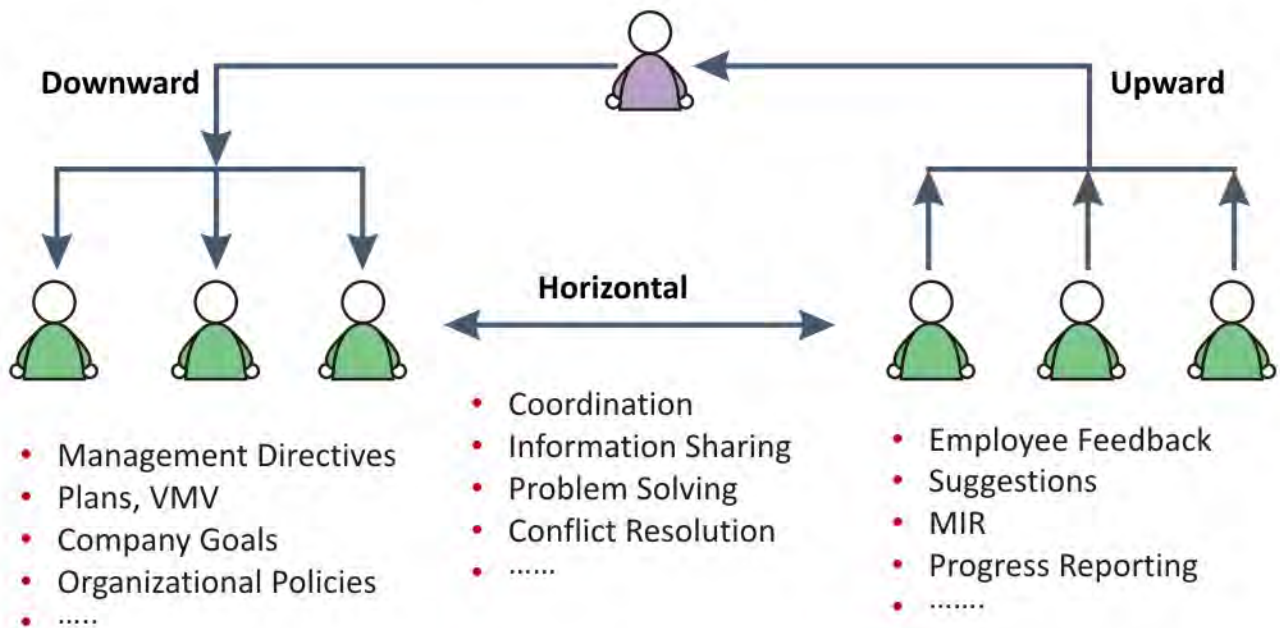 Downward
Upward
Horizontal
• Management Directives
• Plans, VMV
• Company Goals
• Organizational Policies
• .....
• Coordination
• Information Sharing
• Problem Solving
• Conflict Resolution
• ......
• Employee Feedback
• Suggestions
• MIR
• Progress Reporting
• .......